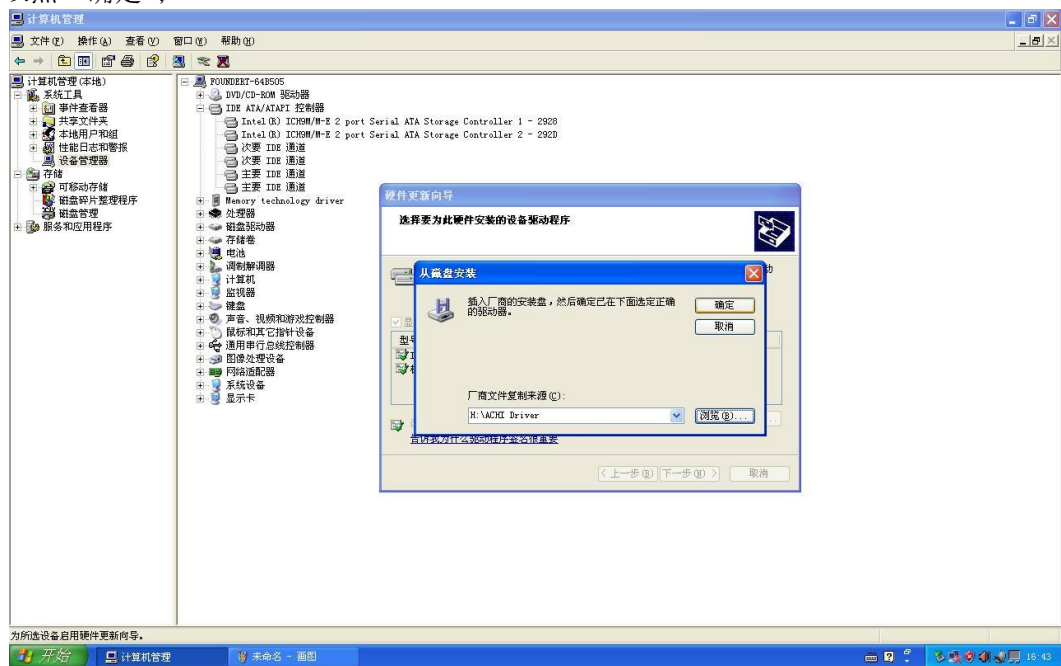 计算机管理
文件(F) 操作(A) 查看(V) 窗口(W) 帮助(H)
计算机管理(本地)
系统工具
事件查看器
共享文件夹
本地用户和组
性能日志和警报
设备管理器
存储
可移动存储
磁盘碎片整理程序
磁盘管理
服务和应用程序
FOUNDERT-64B505
DVD/CD-ROM 驱动器
IDE ATA/ATAPI 控制器
Intel(R) ICH9M/M-E 2 port Serial ATA Storage Controller 1 - 2928
Intel(R) ICH9M/M-E 2 port Serial ATA Storage Controller 2 - 292D
次要 IDE 通道
次要 IDE 通道
主要 IDE 通道
主要 IDE 通道
Memory technology driver
处理器
磁盘驱动器
存储卷
电池
调制解调器
计算机
监视器
键盘
声音、视频和游戏控制器
鼠标和其它指针设备
通用串行总线控制器
图像处理设备
网络适配器
系统设备
显示卡
硬件更新向导
选择要为此硬件安装的设备驱动程序
从磁盘安装
插入厂商的安装盘，然后确定已在下面选定正确
的驱动器。
确定
取消
厂商文件复制来源(C):
H:\ACHI Driver
浏览(B)...
告诉我为什么驱动程序签名很重要
<上一步(B) 下一步(N)> 取消
为所选设备启用硬件更新向导。
开始 计算机管理 未命名 - 画图 16:43